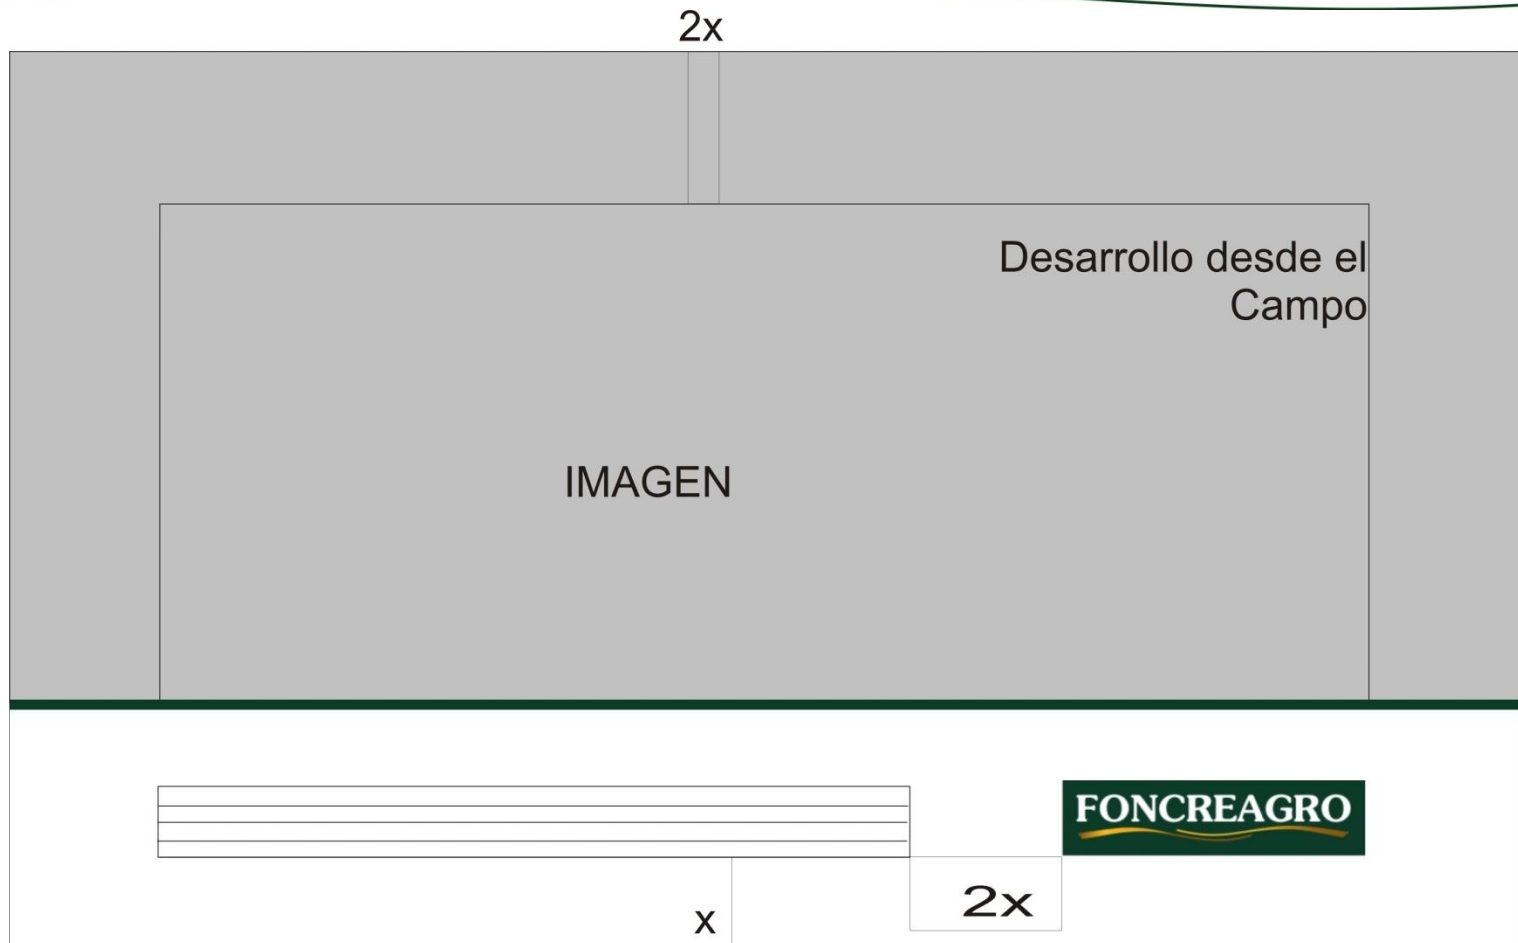 2x
Desarrollo desde el
Campo
IMAGEN
FONCREAGRO
2x
x